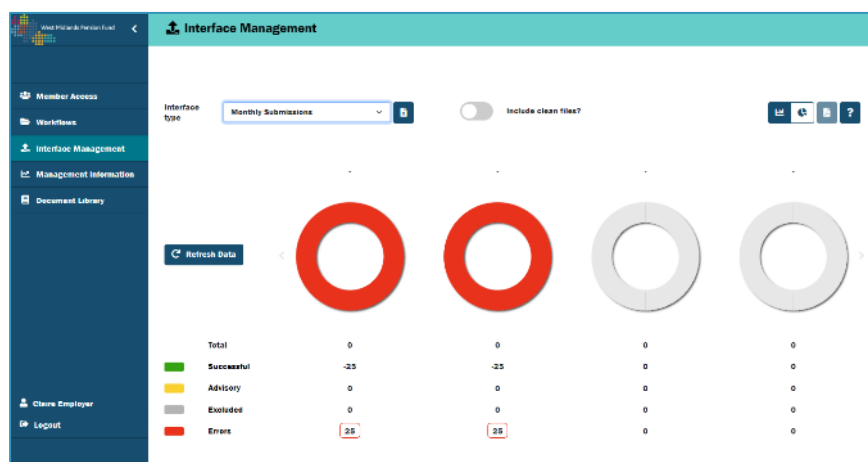 West Midlands Pension Fund
Interface Management
Member Access
Workflows
Interface Management
Management Information
Document Library
Claire Employer
Logout
Interface type
Monthly Submissions
Include clean files?
?
Refresh Data
Total 0 0 0 0
Successful -25 -25 0 0
Advisory 0 0 0 0
Excluded 0 0 0 0
Errors 25 25 0 0